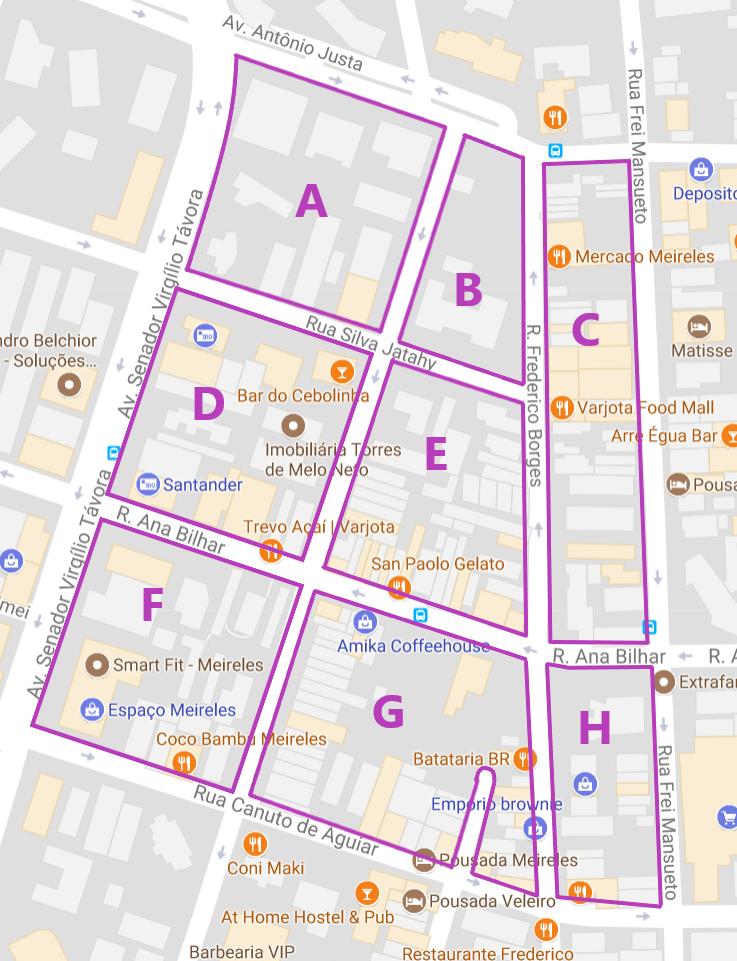 Av. Antônio Justa
Rua Frei Mansueto
A
Deposito
Av. Senador Virgílio Távora
Mercado Meireles
B
Rua Silva Jatahy
C
R. Frederico Borges
ndro Belchior
- Soluções...
Matisse
Bar do Cebolinha
D
Varjota Food Mall
Arre Égua Bar
Imobiliária Torres
de Melo Neto
E
Santander
Pousa
Av. Senador Virgílio Távora
R. Ana Bilhar
Trevo Açaí | Varjota
San Paolo Gelato
F
mei
Amika Coffeehouse
R. Ana Bilhar
R. A
Smart Fit - Meireles
Extrafar
Espaço Meireles
G
H
Coco Bambu Meireles
Batataria BR
Rua Frei Mansueto
Rua Canuto de Aguiar
Emporio brownie
Pousada Meireles
Coni Maki
Pousada Veleiro
At Home Hostel & Pub
Barbearia VIP
Restaurante Frederico